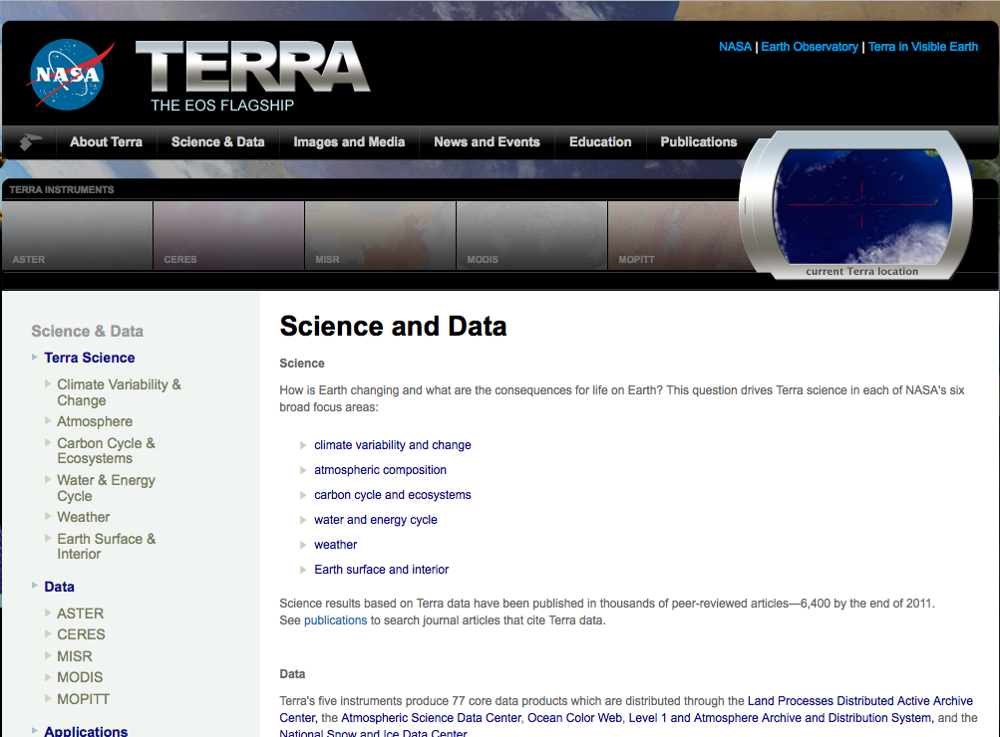 NASA
TERRA
THE EOS FLAGSHIP
NASA | Earth Observatory | Terra in Visible Earth
About Terra Science & Data Images and Media News and Events Education Publications
TERRA INSTRUMENTS
ASTER CERES MISR MODIS MOPITT
current Terra location
Science & Data
Terra Science
Climate Variability &
Change
Atmosphere
Carbon Cycle &
Ecosystems
Water & Energy
Cycle
Weather
Earth Surface &
Interior
Data
ASTER
CERES
MISR
MODIS
MOPITT
Applications
Science and Data
Science
How is Earth changing and what are the consequences for life on Earth? This question drives Terra science in each of NASA's six
broad focus areas:
climate variability and change
atmospheric composition
carbon cycle and ecosystems
water and energy cycle
weather
Earth surface and interior
Science results based on Terra data have been published in thousands of peer-reviewed articles—6,400 by the end of 2011.
See publications to search journal articles that cite Terra data.
Data
Terra's five instruments produce 77 core data products which are distributed through the Land Processes Distributed Active Archive
Center, the Atmospheric Science Data Center, Ocean Color Web, Level 1 and Atmosphere Archive and Distribution System, and the
National Snow and Ice Data Center